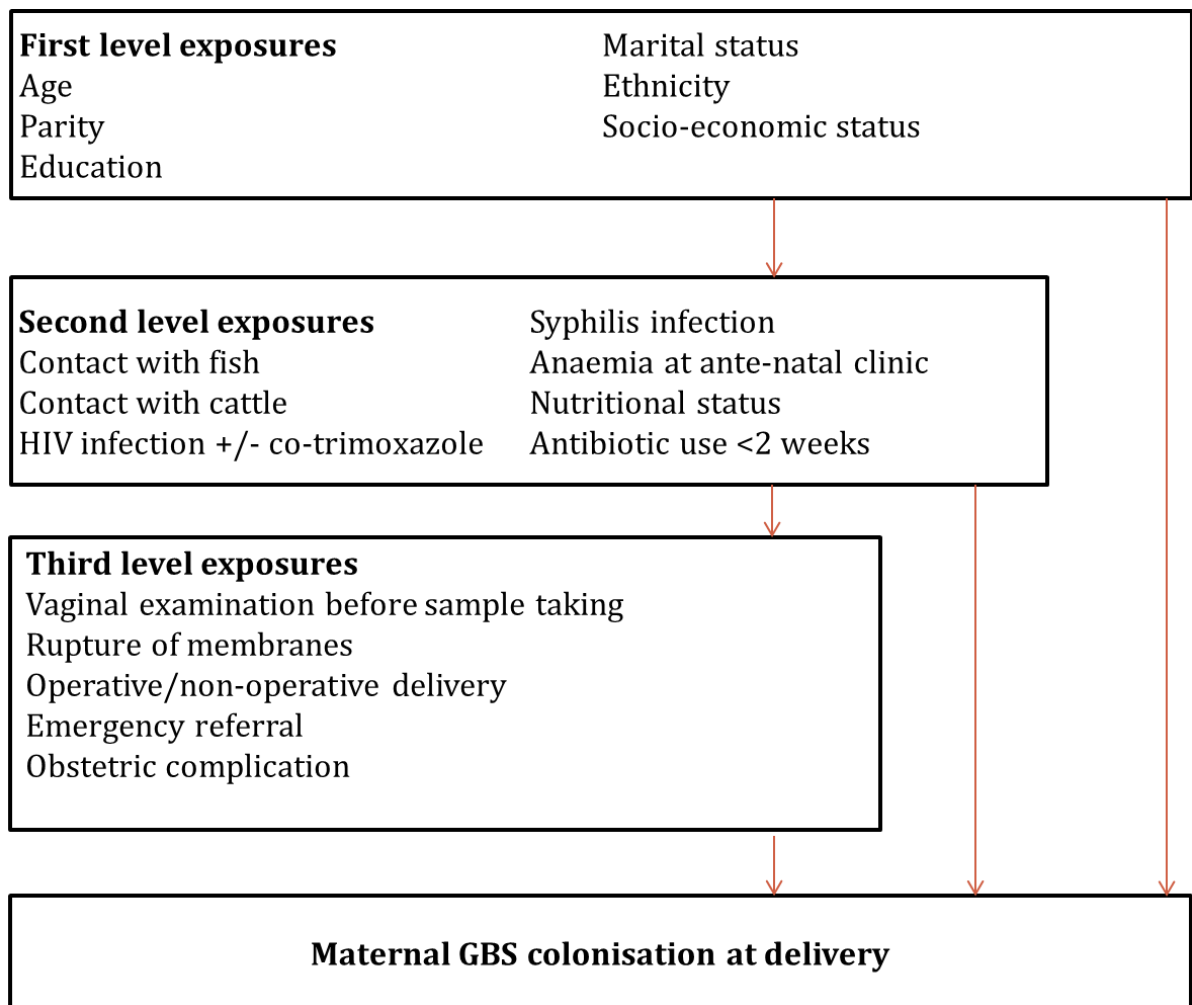 First level exposures
Age
Parity
Education
Marital status
Ethnicity
Socio-economic status
Second level exposures
Contact with fish
Contact with cattle
HIV infection +/- co-trimoxazole
Syphilis infection
Anaemia at ante-natal clinic
Nutritional status
Antibiotic use <2 weeks
Third level exposures
Vaginal examination before sample taking
Rupture of membranes
Operative/non-operative delivery
Emergency referral
Obstetric complication
Maternal GBS colonisation at delivery